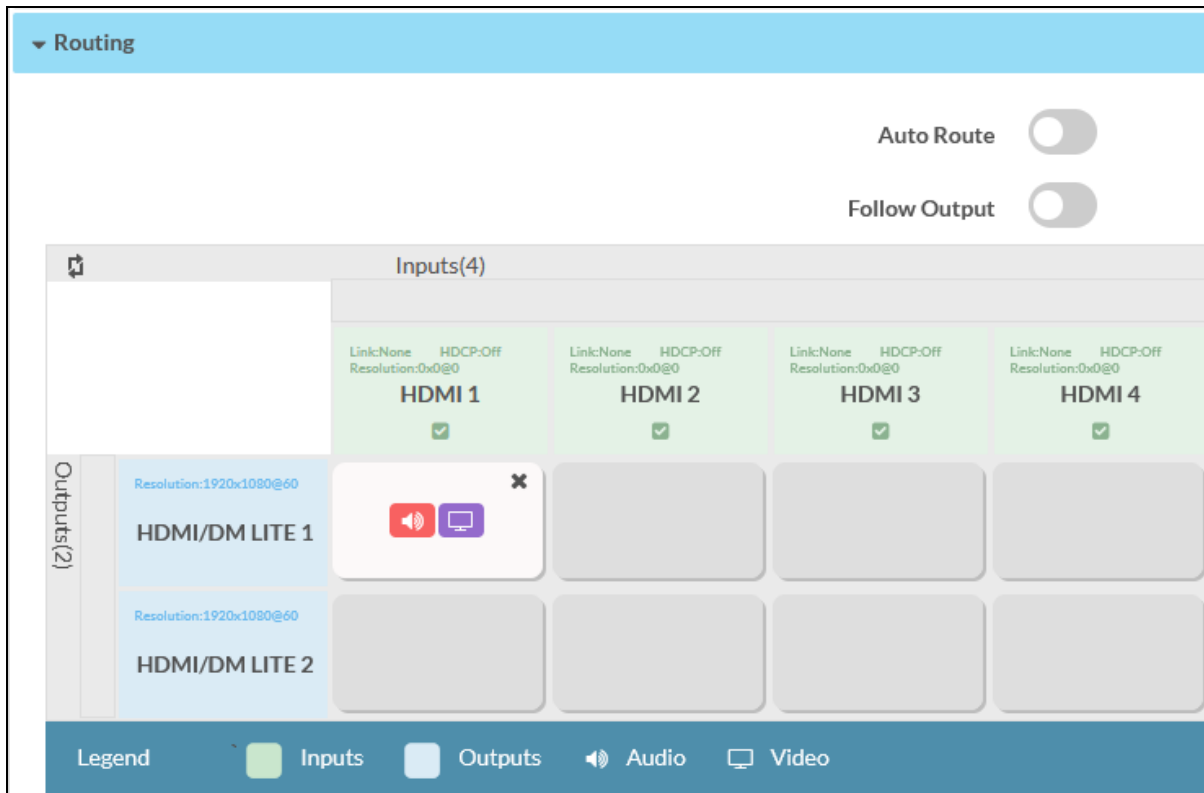 Routing
Auto Route
Follow Output
Inputs(4)
Link:None HDCP:Off
Resolution:0x0@0
HDMI 1
Link:None HDCP:Off
Resolution:0x0@0
HDMI 2
Link:None HDCP:Off
Resolution:0x0@0
HDMI 3
Link:None HDCP:Off
Resolution:0x0@0
HDMI 4
Outputs(2)
Resolution:1920x1080@60
HDMI/DM LITE 1
Resolution:1920x1080@60
HDMI/DM LITE 2
Legend ` Inputs Outputs Audio Video